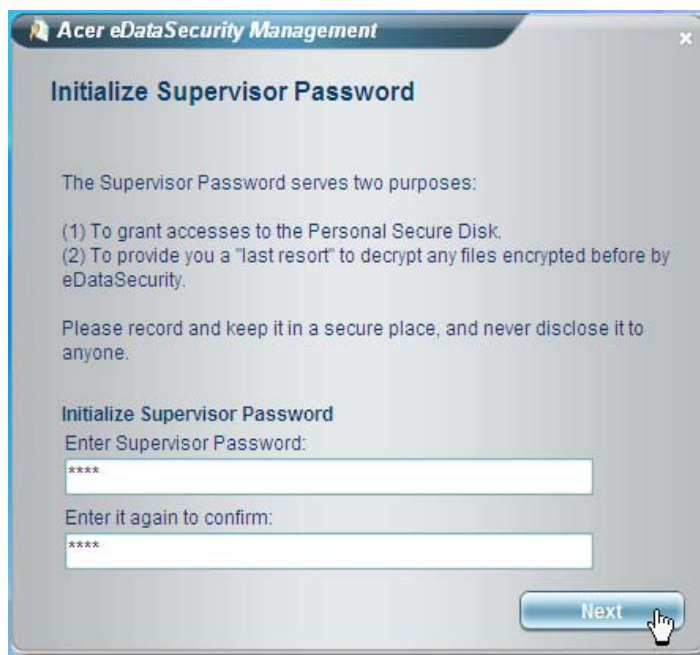 Acer eDataSecurity Management
Initialize Supervisor Password
The Supervisor Password serves two purposes:
(1) To grant accesses to the Personal Secure Disk.
(2) To provide you a "last resort" to decrypt any files encrypted before by
eDataSecurity.
Please record and keep it in a secure place, and never disclose it to
anyone.
Initialize Supervisor Password
Enter Supervisor Password:
****
Enter it again to confirm:
****
Next